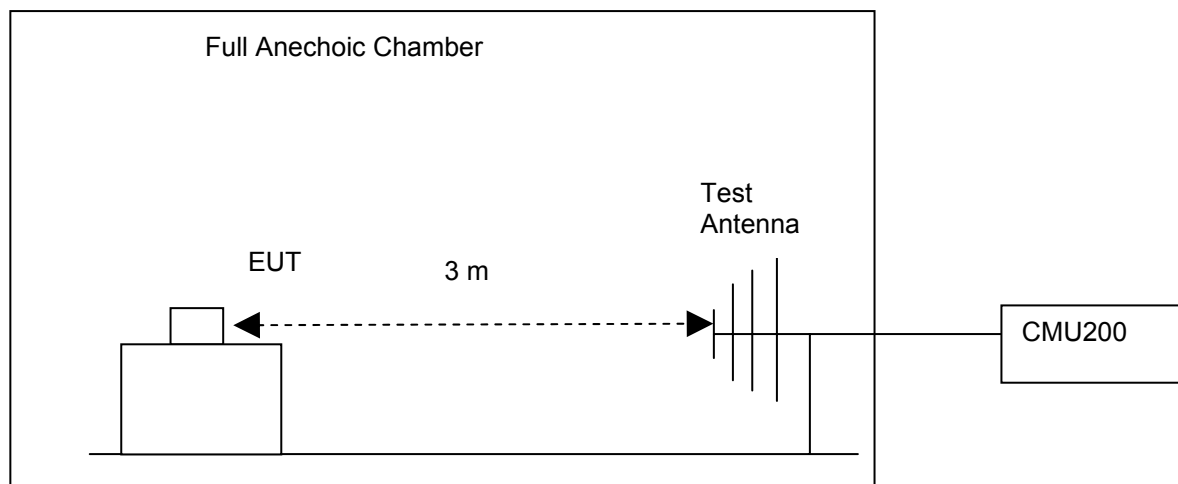 Full Anechoic Chamber
Test
Antenna
EUT
3 m
CMU200